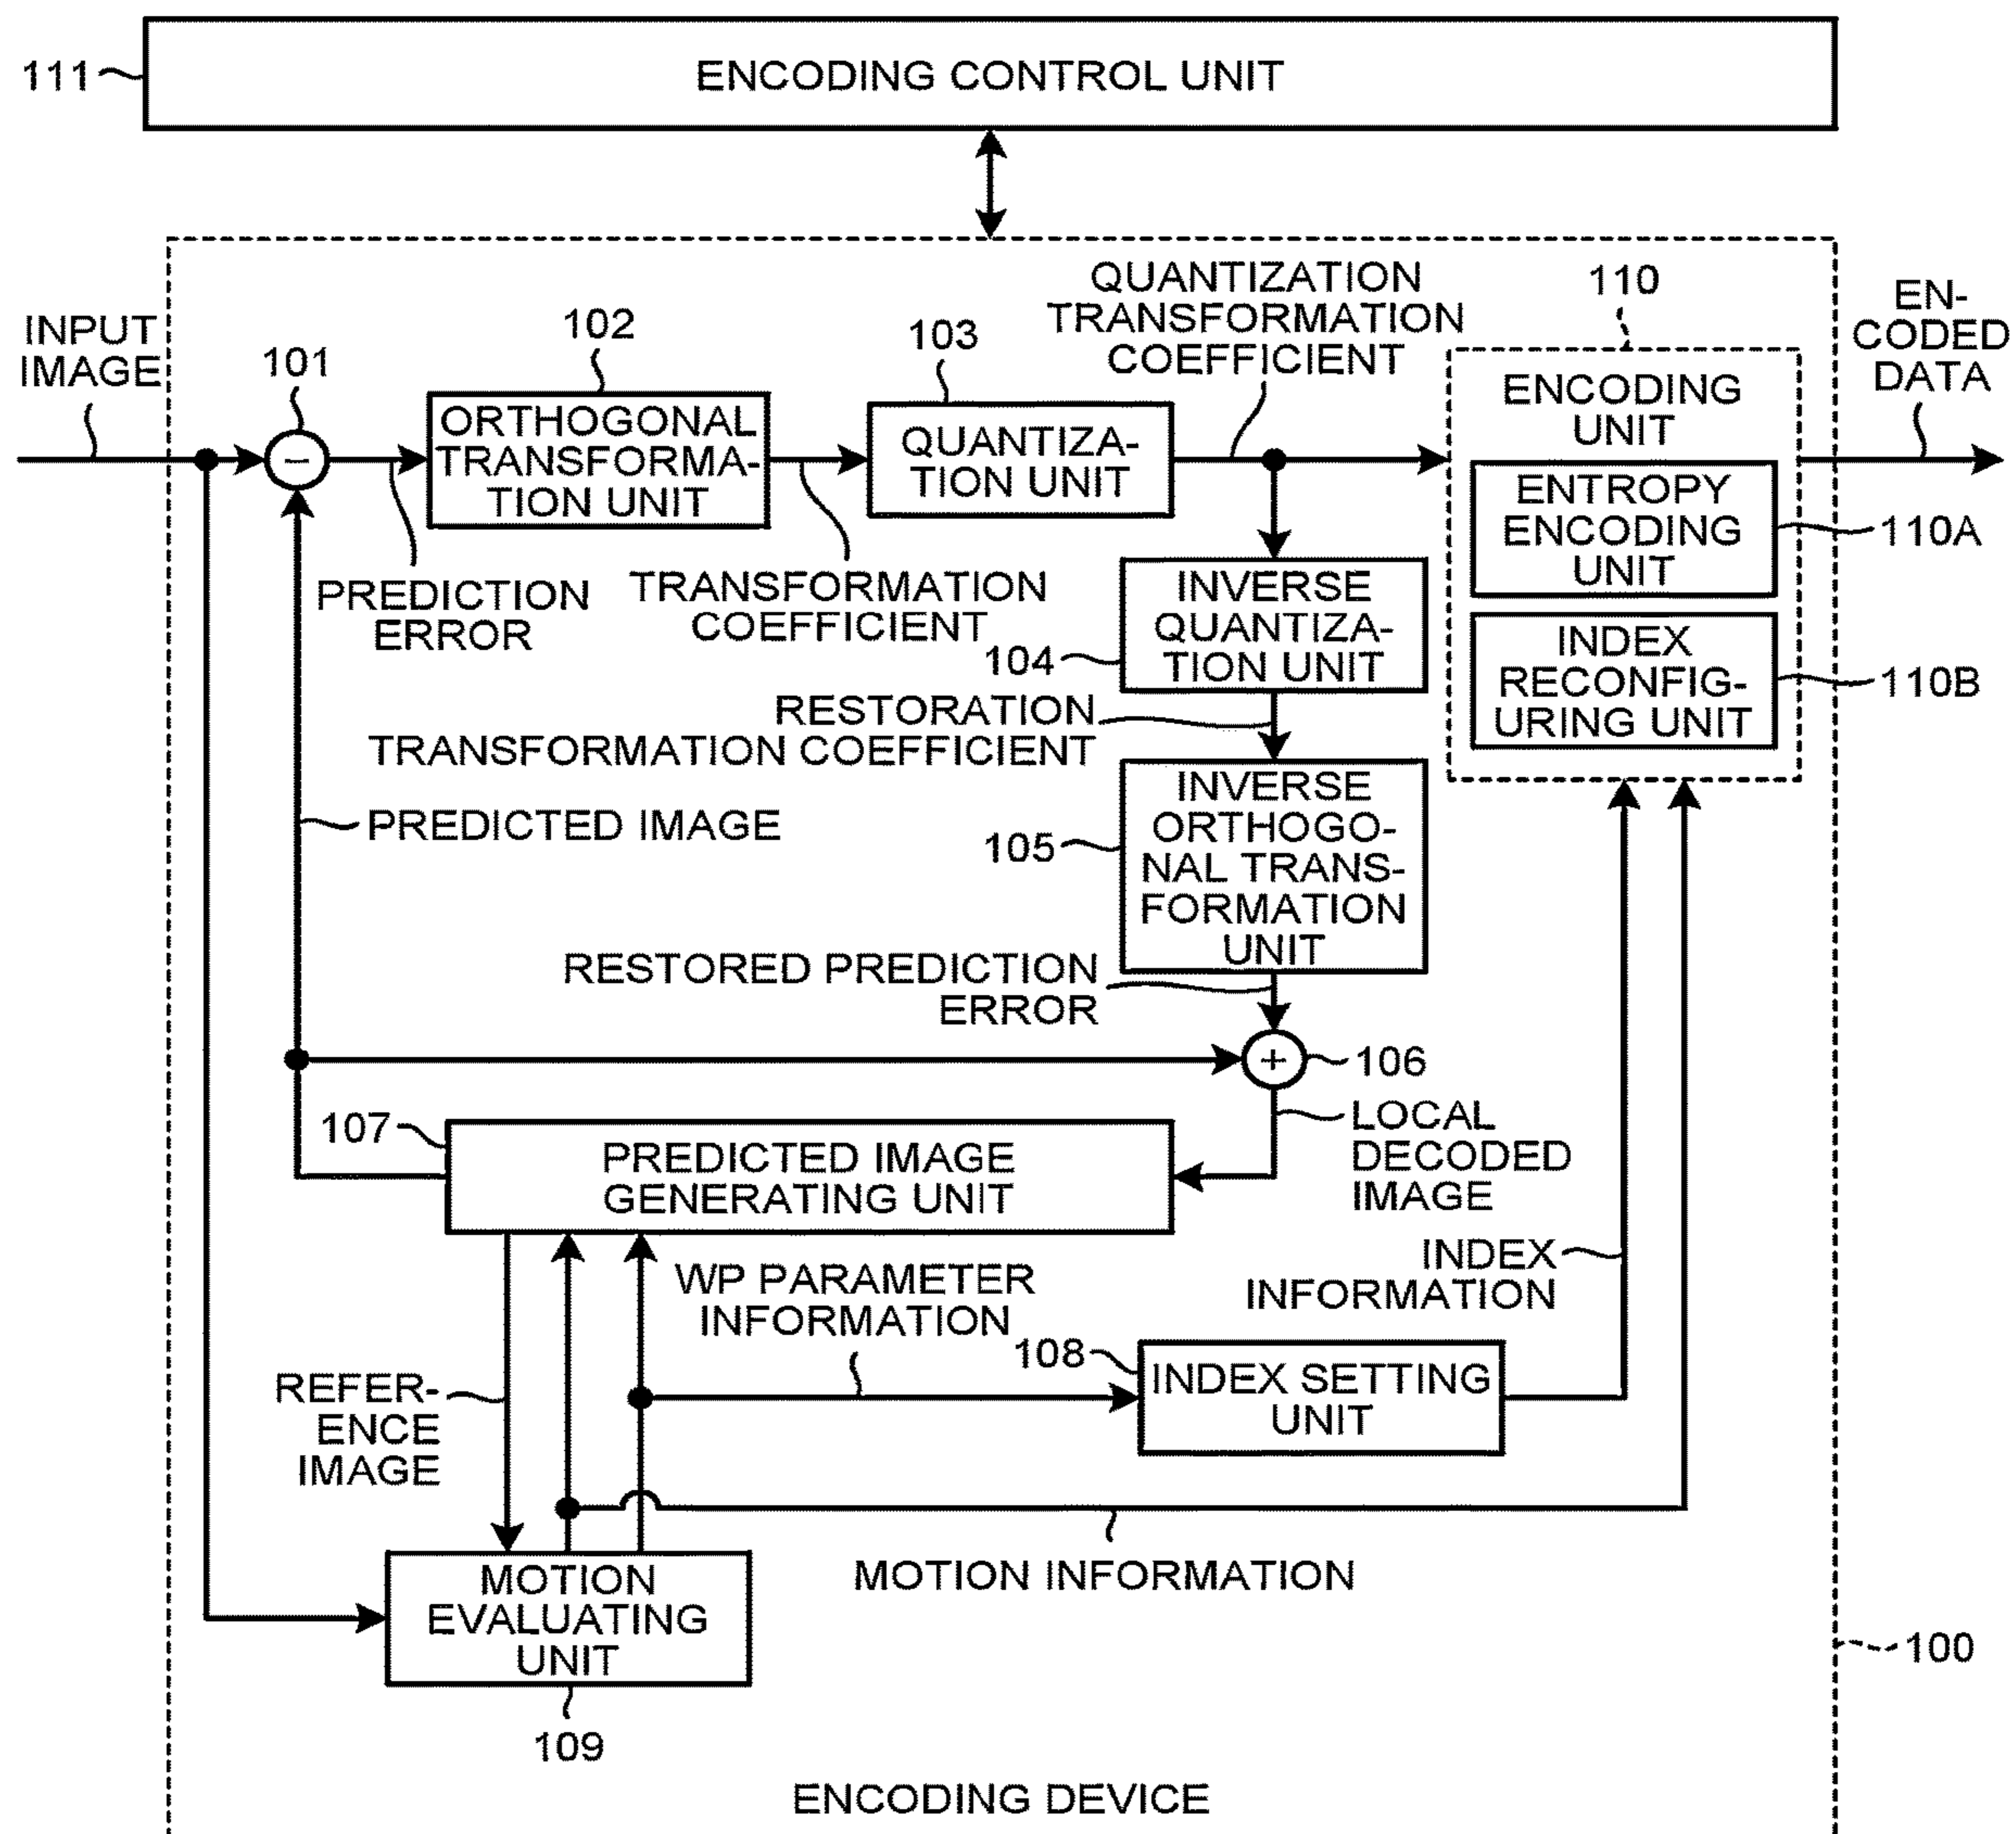 111
ENCODING CONTROL UNIT
INPUT
IMAGE
101
102
ORTHOGONAL
TRANSFORMA-
TION UNIT
103
QUANTIZA-
TION UNIT
QUANTIZATION
TRANSFORMATION
COEFFICIENT
110
ENCODING
UNIT
EN-
CODED
DATA
ENTROPY
ENCODING
UNIT
110A
INDEX
RECONFIG-
URING UNIT
110B
−
PREDICTION
ERROR
TRANSFORMATION
COEFFICIENT
104
INVERSE
QUANTIZA-
TION UNIT
RESTORATION
TRANSFORMATION COEFFICIENT
PREDICTED IMAGE
105
INVERSE
ORTHOGO-
NAL TRANS-
FORMATION
UNIT
RESTORED PREDICTION
ERROR
+
106
107
PREDICTED IMAGE
GENERATING UNIT
LOCAL
DECODED
IMAGE
WP PARAMETER
INFORMATION
INDEX
INFORMATION
108
INDEX SETTING
UNIT
REFER-
ENCE
IMAGE
MOTION
EVALUATING
UNIT
109
MOTION INFORMATION
100
ENCODING DEVICE